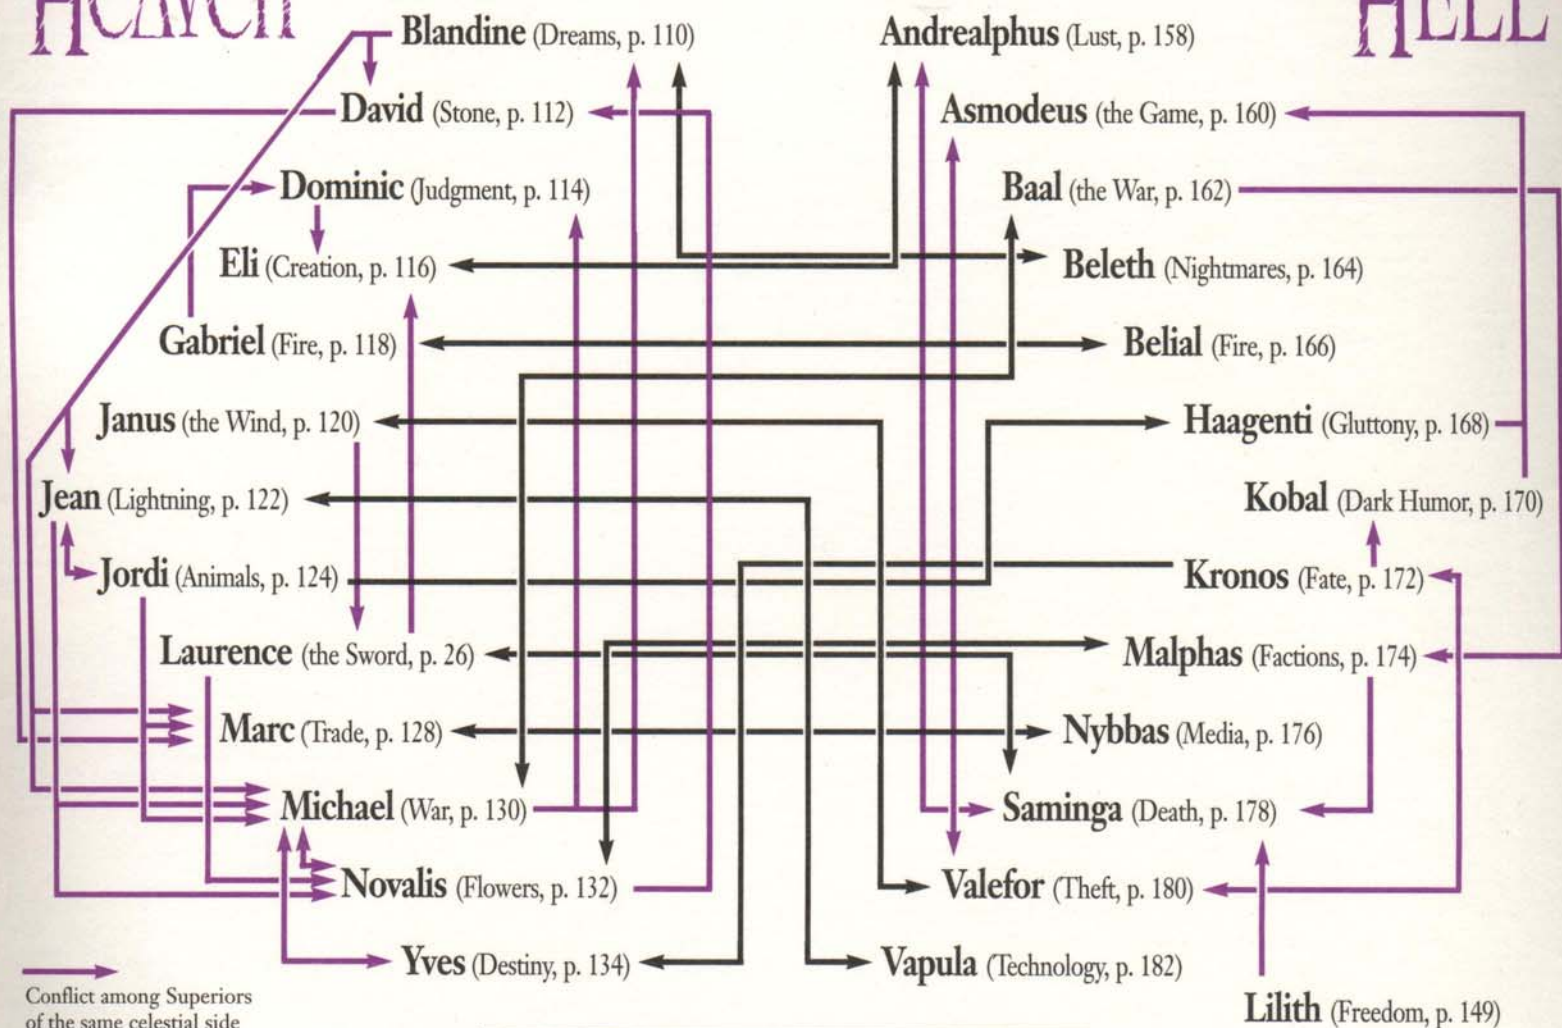 Heaven
Hell
Blandine (Dreams, p. 110)
Andrealphus (Lust, p. 158)
David (Stone, p. 112)
Asmodeus (the Game, p. 160)
Dominic (Judgment, p. 114)
Baal (the War, p. 162)
Eli (Creation, p. 116)
Beleth (Nightmares, p. 164)
Gabriel (Fire, p. 118)
Belial (Fire, p. 166)
Janus (the Wind, p. 120)
Haagenti (Gluttony, p. 168)
Jean (Lightning, p. 122)
Kobal (Dark Humor, p. 170)
Jordi (Animals, p. 124)
Kronos (Fate, p. 172)
Laurence (the Sword, p. 26)
Malphas (Factions, p. 174)
Marc (Trade, p. 128)
Nybbas (Media, p. 176)
Michael (War, p. 130)
Saminga (Death, p. 178)
Novalis (Flowers, p. 132)
Valefor (Theft, p. 180)
Yves (Destiny, p. 134)
Vapula (Technology, p. 182)
Conflict among Superiors
of the same celestial side
Lilith (Freedom, p. 149)